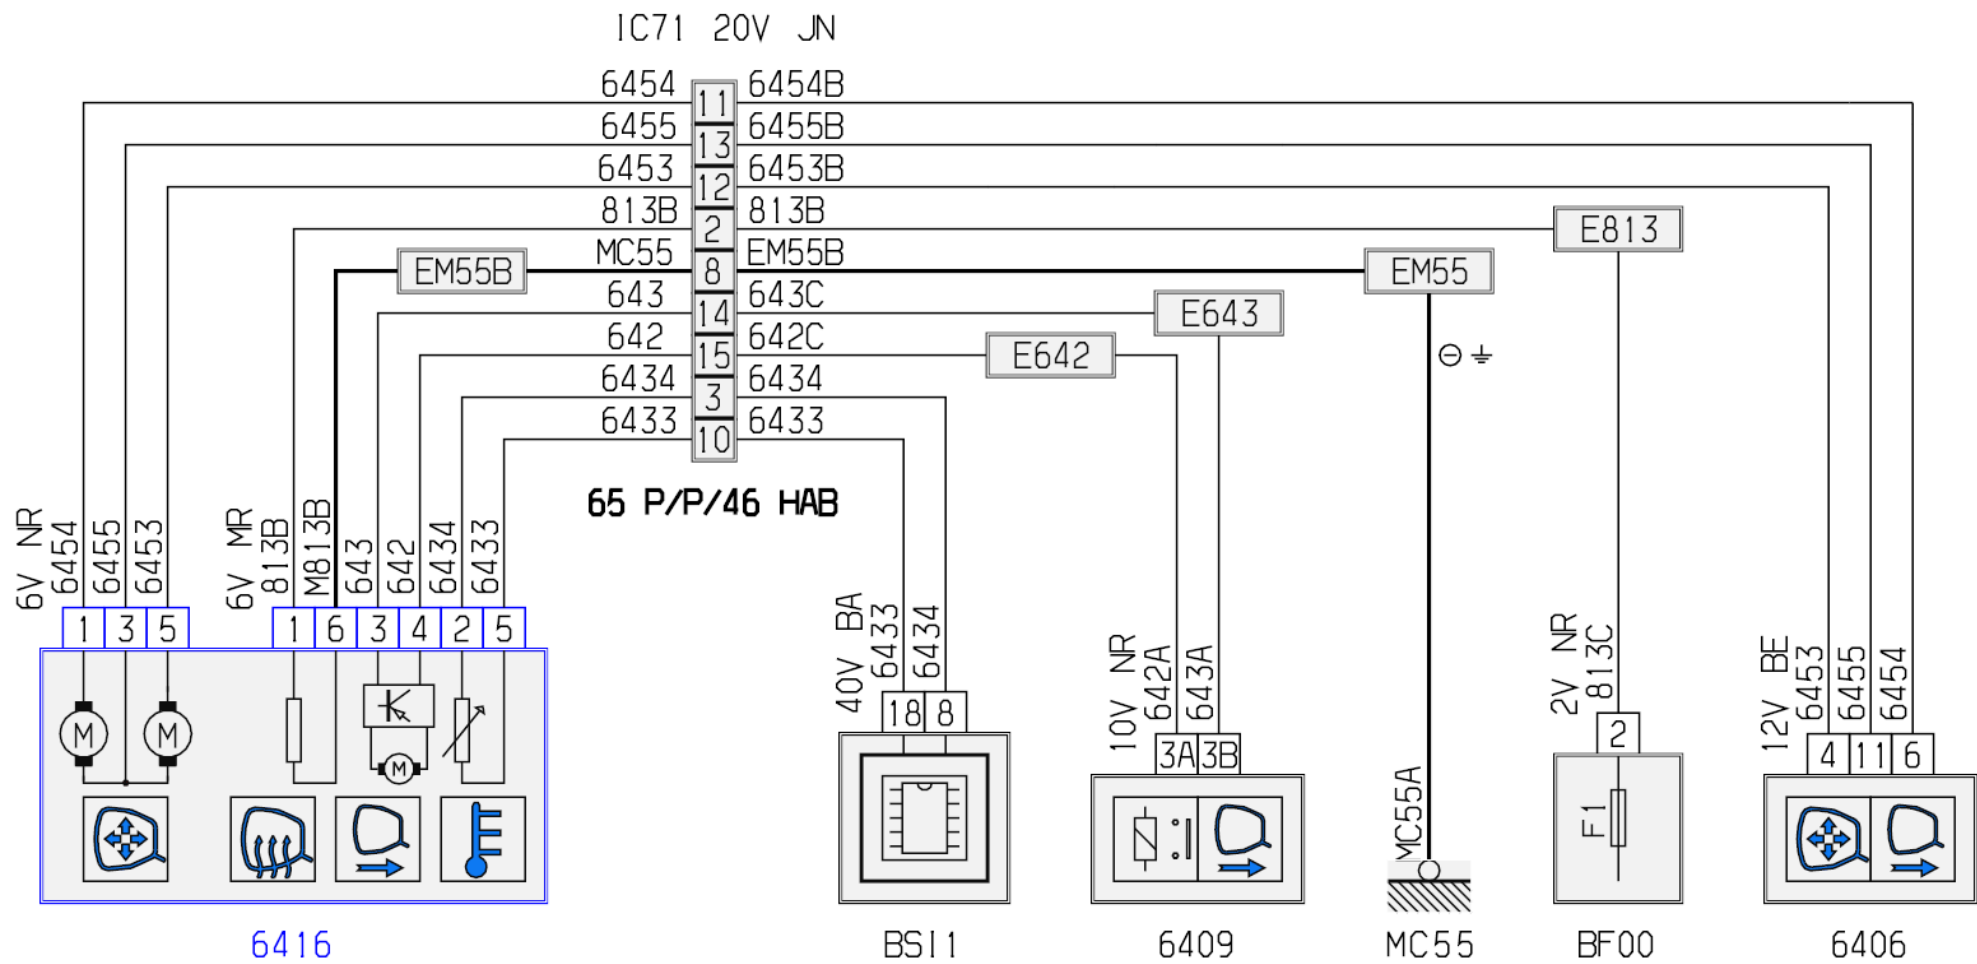 IC71 20V JN
6454 11 6454B
6455 13 6455B
6453 12 6453B
813B 2 813B
E813
MC55 8 EM55B
EM55B
EM55
643 14 643C
E643
642 15 642C
E642
6434 3 6434
6433 10 6433
65 P/P/46 HAB
6V NR
6454
6455
6453
6V MR
813B
M813B
643
642
6434
6433
1 3 5
1 6 3 4 2 5
M M
M
6416
40V BA
6433
6434
18 8
BSI1
10V NR
642A
643A
3A 3B
6409
MC55A
MC55
2V NR
813C
2
F1
BF00
12V BE
6453
6455
6454
4 11 6
6406